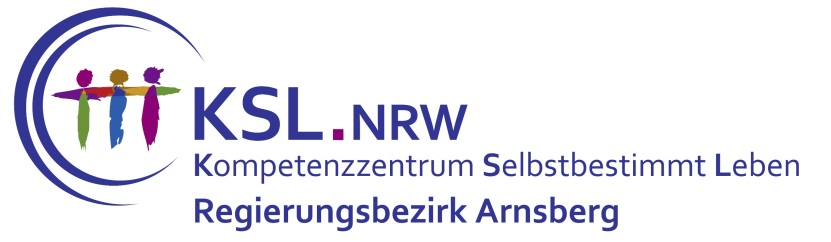 KSL.NRW
Kompetenzzentrum Selbstbestimmt Leben
Regierungsbezirk Arnsberg